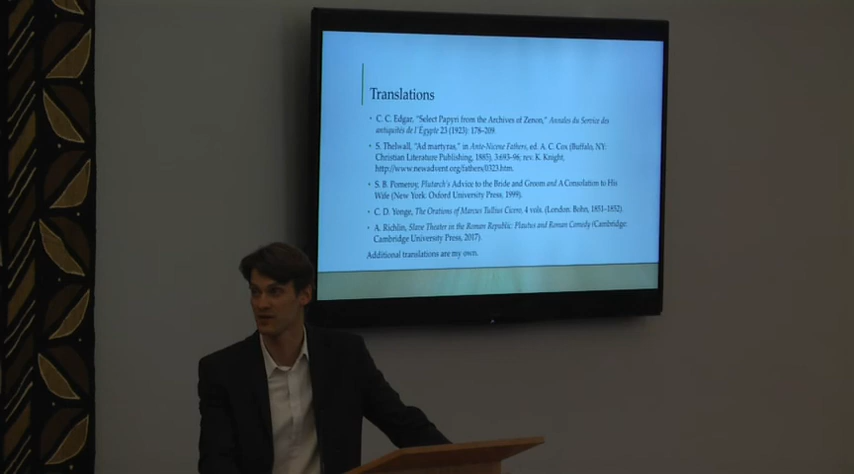 Translations
• C. C. Edgar, "Select Papyri from the Archives of Zenon," Annales du Service des
antiquités de l'Égypte 23 (1923): 178–209.
• S. Thelwall, "Ad martyras," in Ante-Nicene Fathers, ed. A. C. Cox (Buffalo, NY:
Christian Literature Publishing, 1885), 3.693–96; rev. K. Knight,
http://www.newadvent.org/fathers/0323.htm.
• S. B. Pomeroy, Plutarch's Advice to the Bride and Groom and A Consolation to His
Wife (New York: Oxford University Press, 1999).
• C. D. Yonge, The Orations of Marcus Tullius Cicero, 4 vols. (London: Bohn, 1851–1852).
• A. Richlin, Slave Theater in the Roman Republic: Plautus and Roman Comedy (Cambridge:
Cambridge University Press, 2017).
Additional translations are my own.